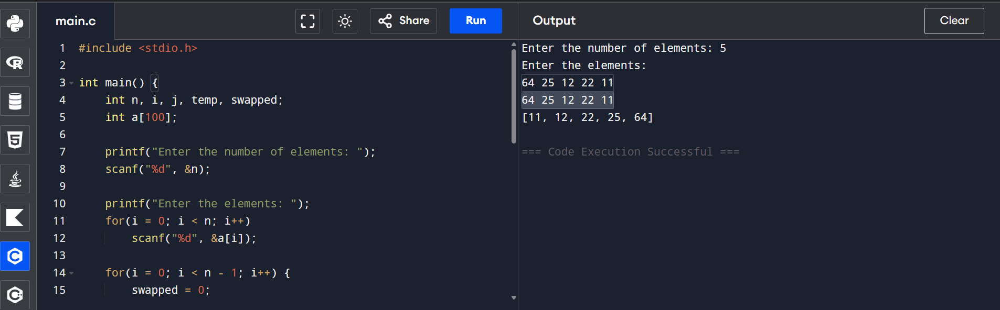 main.c
Share
Run
Output
Clear
1 #include <stdio.h>
2
3 int main() {
4     int n, i, j, temp, swapped;
5     int a[100];
6
7     printf("Enter the number of elements: ");
8     scanf("%d", &n);
9
10     printf("Enter the elements: ");
11     for(i = 0; i < n; i++)
12         scanf("%d", &a[i]);
13
14     for(i = 0; i < n - 1; i++) {
15         swapped = 0;
Enter the number of elements: 5
Enter the elements:
64 25 12 22 11
64 25 12 22 11
[11, 12, 22, 25, 64]
=== Code Execution Successful ===